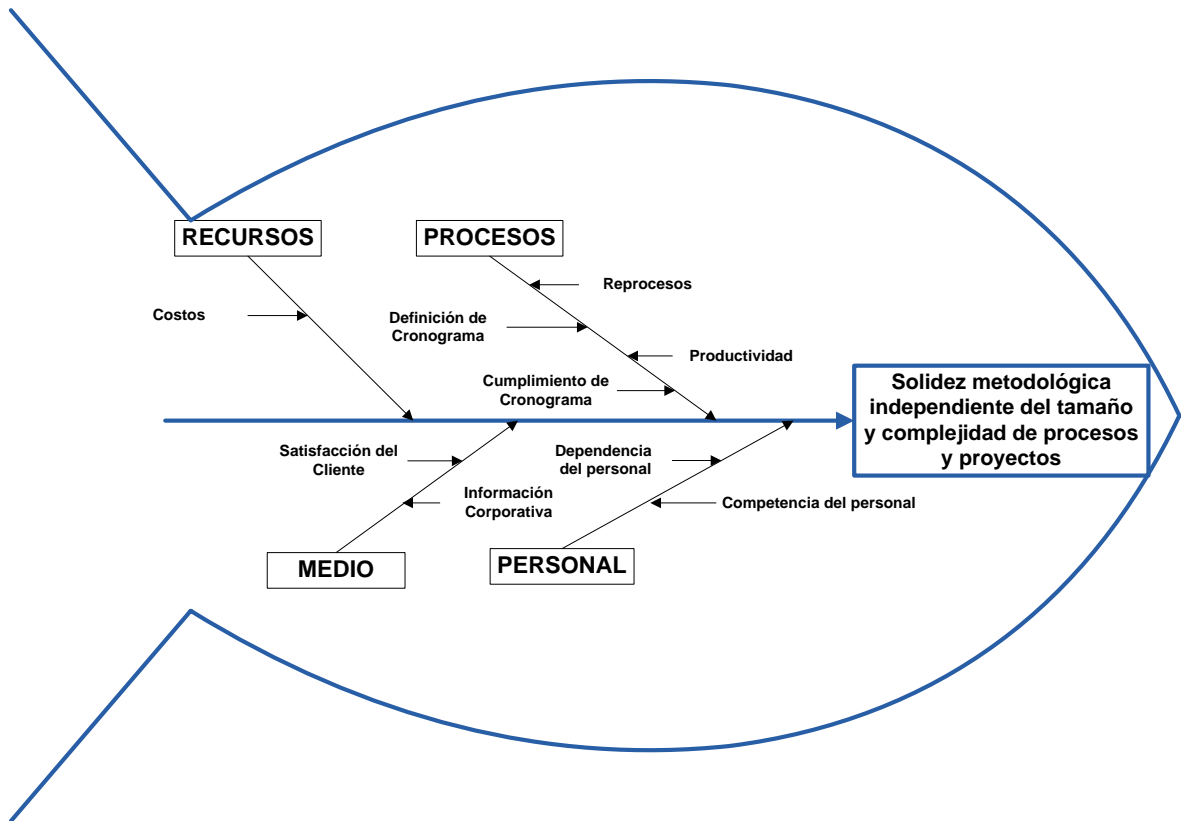 RECURSOS
PROCESOS
Reprocesos
Costos
Definición de
Cronograma
Productividad
Cumplimiento de
Cronograma
Solidez metodológica
independiente del tamaño
y complejidad de procesos
y proyectos
Satisfacción del
Cliente
Dependencia
del personal
Información
Corporativa
Competencia del personal
MEDIO
PERSONAL